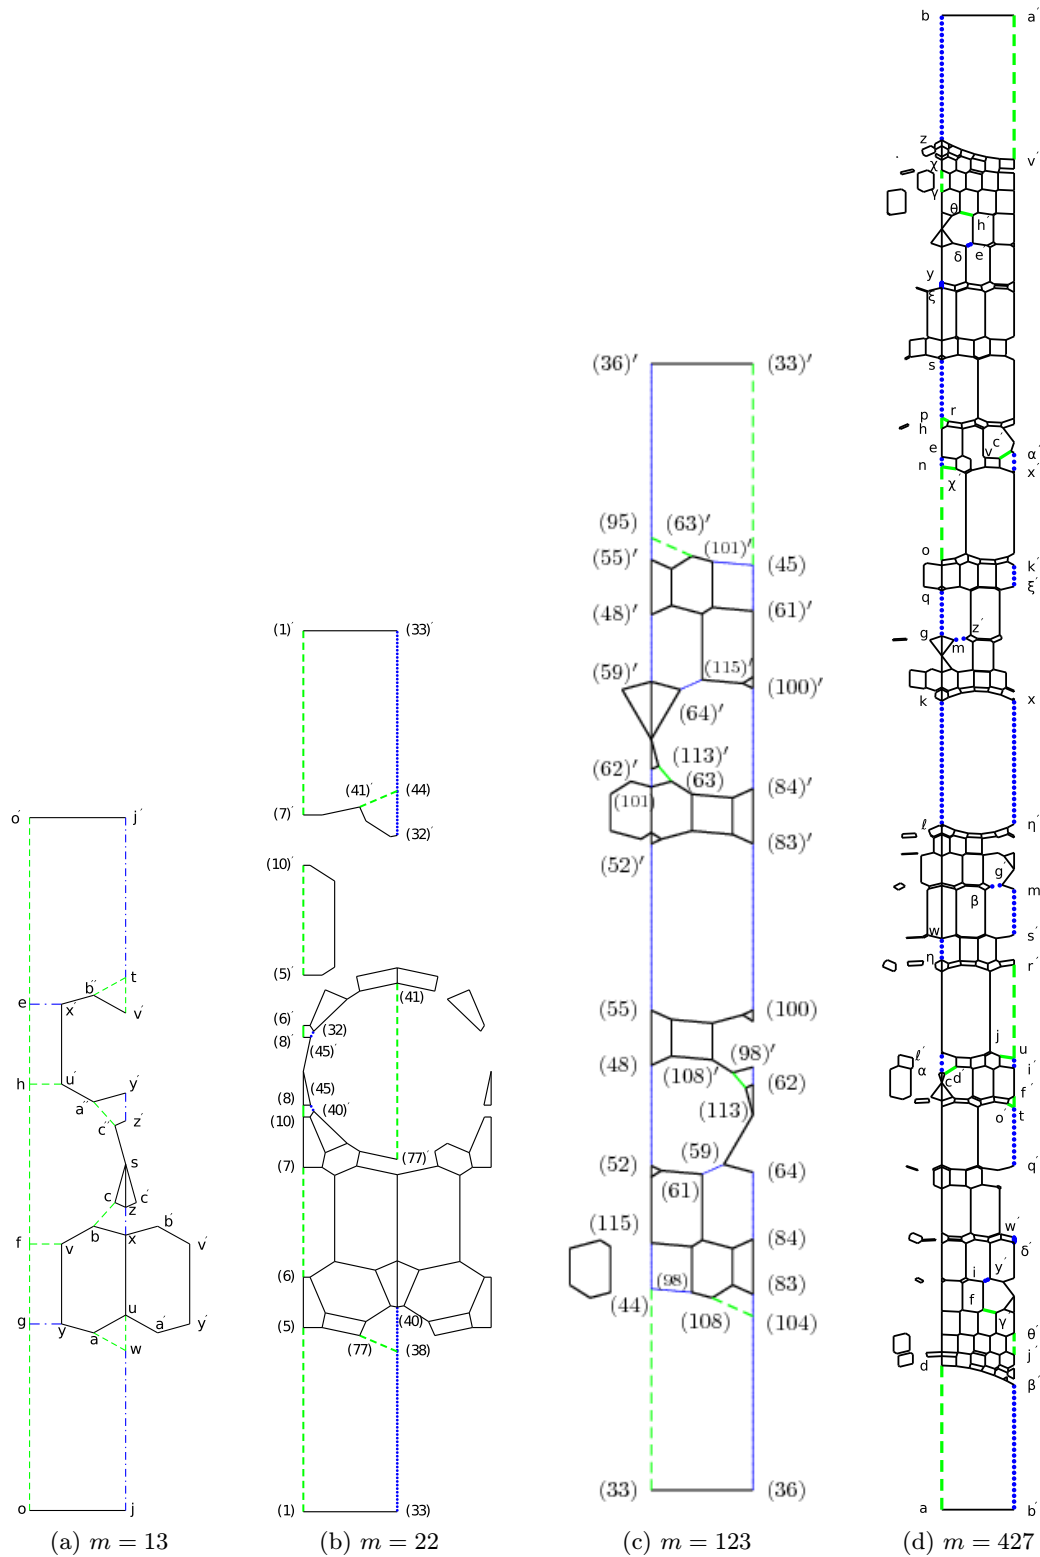 o′ j′
t
b″
e x′ v′
h u′ y′
a″ z′
c″
s
c c′
z
b b′
f v x v′
u
g y a a′ y′
w
o j
(a) m = 13
(1)′ (33)′
(41)′ (44)
(7)′ (32)′
(10)′
(5)′
(41)
(6)′ (32)
(8)′ (45)′
(45)
(8) (40)′
(10)
(77)′
(7)
(6)
(5) (40)
(77) (38)
(1) (33)
(b) m = 22
(36)′ (33)′
(95) (63)′
(55)′ (101)′ (45)
(48)′ (61)′
(59)′ (115)′ (100)′
(64)′
(62)′ (113)′
(63) (84)′
(101)
(52)′ (83)′
(55) (100)
(98)′
(48) (108)′ (62)
(113)
(59)
(52) (61) (64)
(115) (84)
(98) (83)
(44) (108) (104)
(33) (36)
(c) m = 123
b a′
z
χ v′
γ
θ h′
δ e′
y
ξ
s
p r
h c′
e v α′
n χ′ x′
o k′
q ξ′
g z′
m
k x
ℓ η′
g′
β m
w s′
η r′
j
ℓ′ u
α c d′ i′
f′
o′ t
q′
w′
δ′
i y′
f γ
θ′
j′
d
β′
a b′
(d) m = 427